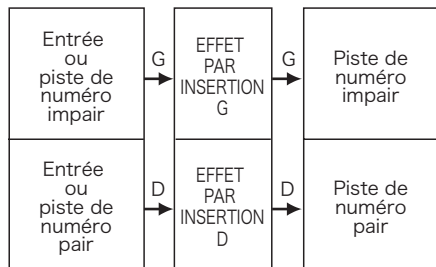 Entrée
ou
piste de
numéro
impair
G
EFFET
PAR
INSERTION
G
G
Piste de
numéro
impair
Entrée
ou
piste de
numéro
pair
D
EFFET
PAR
INSERTION
D
D
Piste de
numéro
pair